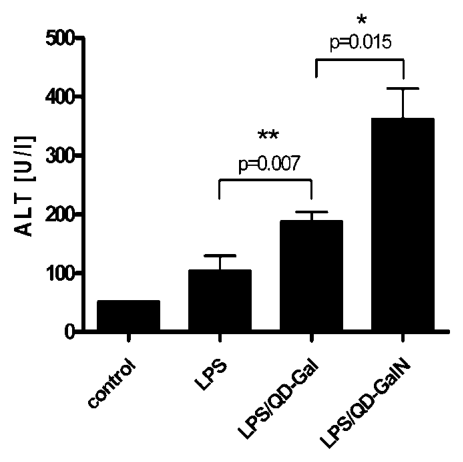 *
p=0.015
**
p=0.007
ALT [U/l]
500
400
300
200
100
0
control
LPS
LPS/QD-Gal
LPS/QD-GalN